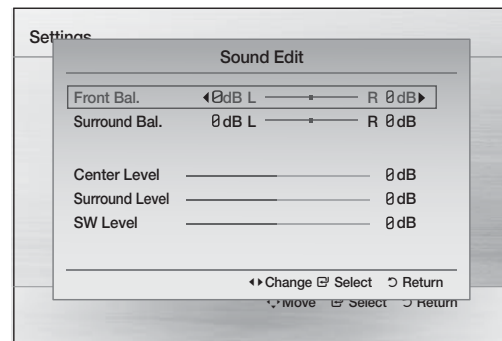 Settings
Sound Edit
Front Bal. 0dB L R 0dB
Surround Bal. 0dB L R 0dB
Center Level 0dB
Surround Level 0dB
SW Level 0dB
Change Select Return
Move Select Return